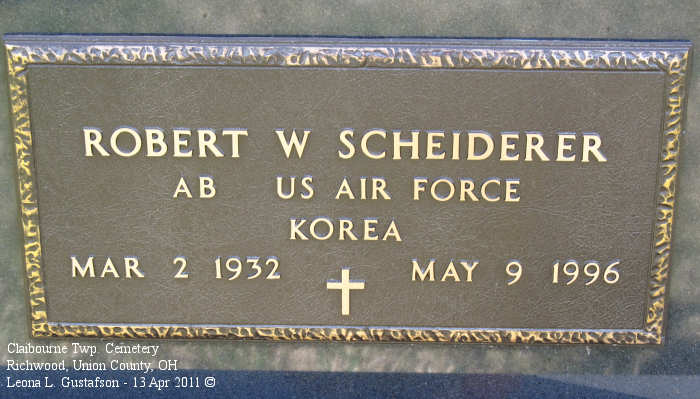 ROBERT W SCHEIDERER
AB US AIR FORCE
KOREA
MAR 2 1932 MAY 9 1996
Claibourne Twp. Cemetery
Richwood, Union County, OH
Leona L. Gustafson - 13 Apr 2011 ©